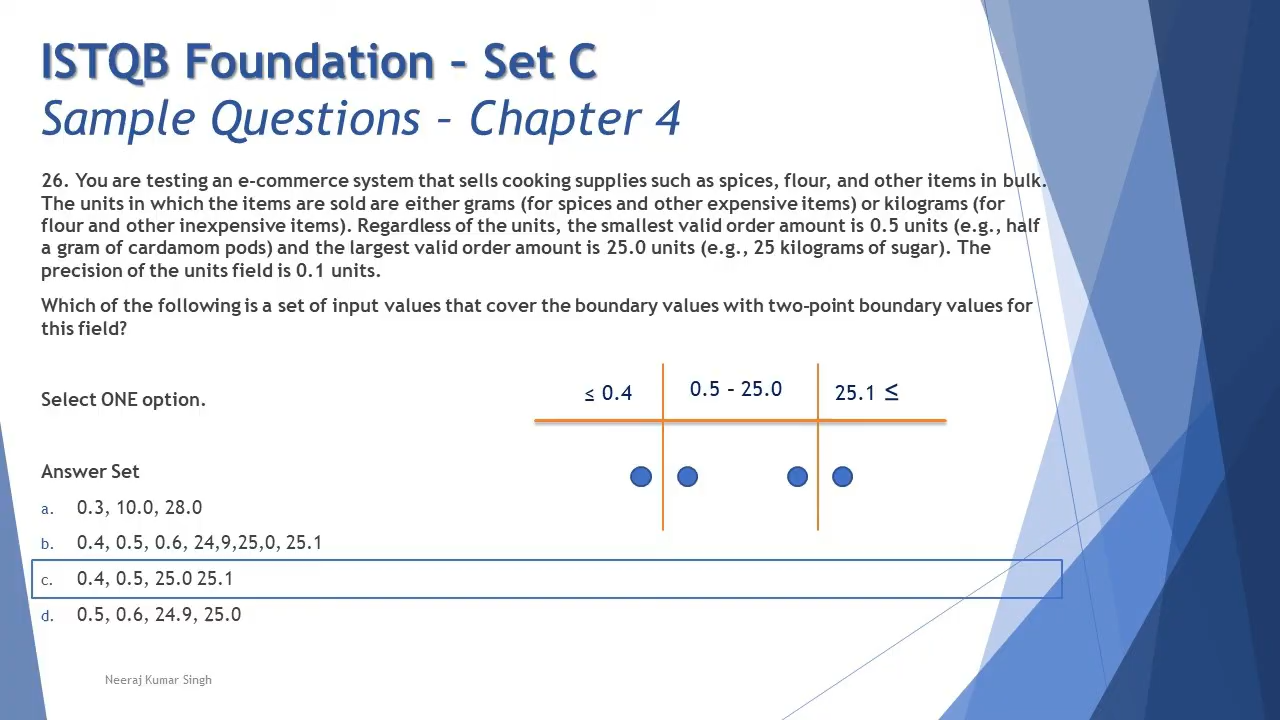 ISTQB Foundation – Set C
Sample Questions – Chapter 4
26. You are testing an e-commerce system that sells cooking supplies such as spices, flour, and other items in bulk.
The units in which the items are sold are either grams (for spices and other expensive items) or kilograms (for
flour and other inexpensive items). Regardless of the units, the smallest valid order amount is 0.5 units (e.g., half
a gram of cardamom pods) and the largest valid order amount is 25.0 units (e.g., 25 kilograms of sugar). The
precision of the units field is 0.1 units.
Which of the following is a set of input values that cover the boundary values with two-point boundary values for
this field?
Select ONE option.
≤ 0.4
0.5 – 25.0
25.1 ≤
Answer Set
a. 0.3, 10.0, 28.0
b. 0.4, 0.5, 0.6, 24,9,25,0, 25.1
c. 0.4, 0.5, 25.0 25.1
d. 0.5, 0.6, 24.9, 25.0
Neeraj Kumar Singh